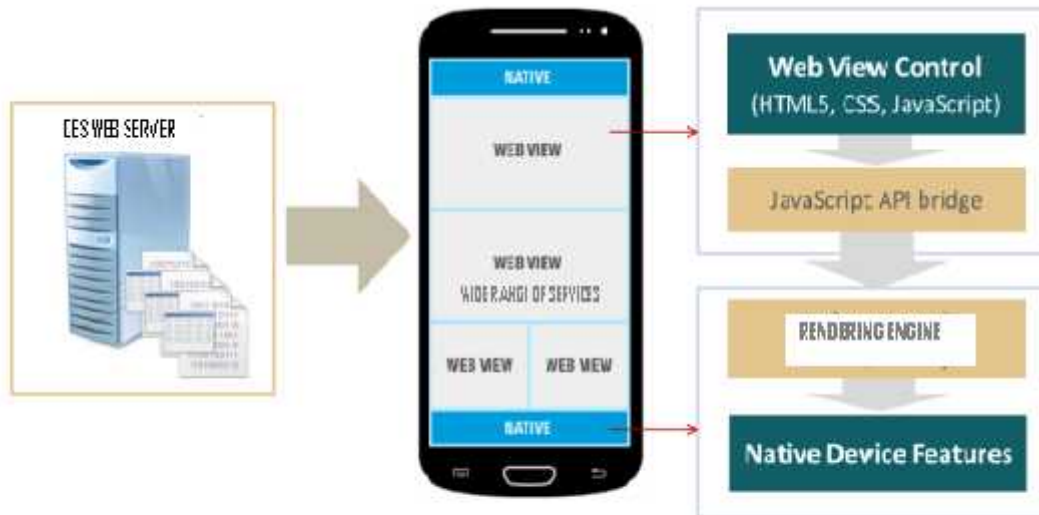 CES WEB SERVER
NATIVE
WEB VIEW
WEB VIEW
WIDE RANGE OF SERVICES
WEB VIEW
WEB VIEW
NATIVE
Web View Control
(HTML5, CSS, JavaScript)
JavaScript API bridge
RENDERING ENGINE
Native Device Features